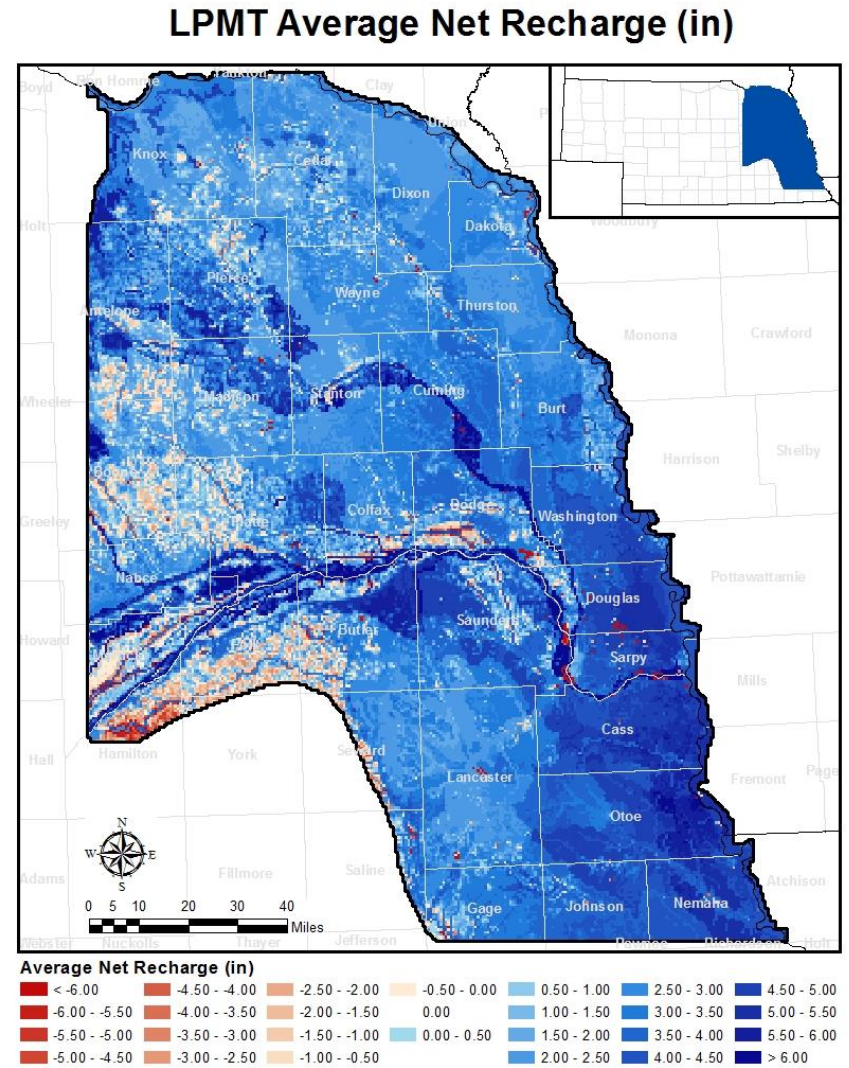 LPMT Average Net Recharge (in)
Boyd
Bon Homme
Yankton
Clay
Union
Knox
Cedar
Dixon
Dakota
Woodbury
Holt
Pierce
Wayne
Thurston
Antelope
Monona
Crawford
Wheeler
Madison
Stanton
Cuming
Burt
Harrison
Shelby
Greeley
Platte
Colfax
Dodge
Washington
Nance
Pottawattamie
Douglas
Howard
Butler
Saunders
Sarpy
Mills
Hall
Hamilton
York
Seward
Cass
Lancaster
Fremont
Page
Otoe
N
W
E
S
Adams
Fillmore
Saline
Atchison
Gage
Johnson
Nemaha
0 5 10 20 30 40
Miles
Webster
Nuckolls
Thayer
Jefferson
Pawnee
Richardson
Holt
Average Net Recharge (in)
< -6.00 -4.50 - -4.00 -2.50 - -2.00 -0.50 - 0.00 0.50 - 1.00 2.50 - 3.00 4.50 - 5.00
-6.00 - -5.50 -4.00 - -3.50 -2.00 - -1.50 0.00 1.00 - 1.50 3.00 - 3.50 5.00 - 5.50
-5.50 - -5.00 -3.50 - -3.00 -1.50 - -1.00 0.00 - 0.50 1.50 - 2.00 3.50 - 4.00 5.50 - 6.00
-5.00 - -4.50 -3.00 - -2.50 -1.00 - -0.50 2.00 - 2.50 4.00 - 4.50 > 6.00